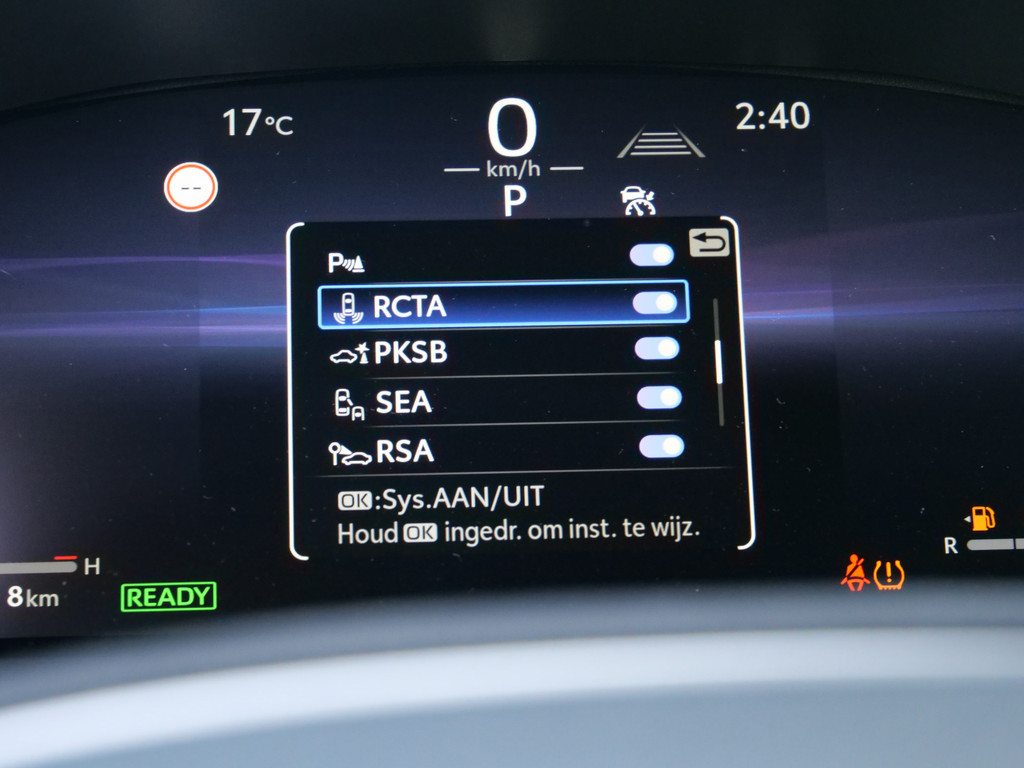 17°C
0
2:40
km/h
--
P
P
RCTA
PKSB
SEA
RSA
OK:Sys.AAN/UIT
Houd OK ingedr. om inst. te wijz.
H
R
8km
READY